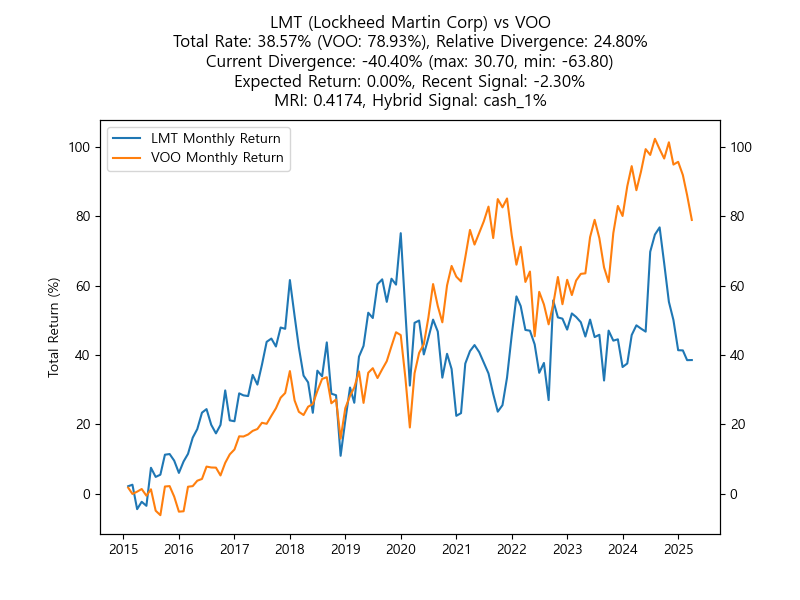 LMT (Lockheed Martin Corp) vs VOO
Total Rate: 38.57% (VOO: 78.93%), Relative Divergence: 24.80%
Current Divergence: -40.40% (max: 30.70, min: -63.80)
Expected Return: 0.00%, Recent Signal: -2.30%
MRI: 0.4174, Hybrid Signal: cash_1%
LMT Monthly Return
VOO Monthly Return
Total Return (%)
100
80
60
40
20
0
100
80
60
40
20
0
2015 2016 2017 2018 2019 2020 2021 2022 2023 2024 2025